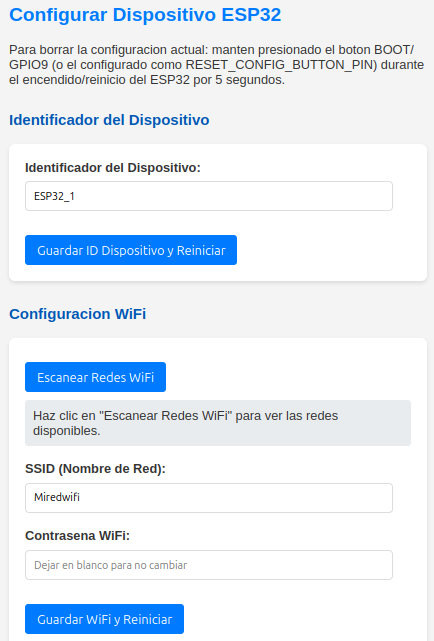 Configurar Dispositivo ESP32
Para borrar la configuracion actual: manten presionado el boton BOOT/
GPIO9 (o el configurado como RESET_CONFIG_BUTTON_PIN) durante
el encendido/reinicio del ESP32 por 5 segundos.
Identificador del Dispositivo
Identificador del Dispositivo:
ESP32_1
Guardar ID Dispositivo y Reiniciar
Configuracion WiFi
Escanear Redes WiFi
Haz clic en "Escanear Redes WiFi" para ver las redes
disponibles.
SSID (Nombre de Red):
Miredwifi
Contrasena WiFi:
Dejar en blanco para no cambiar
Guardar WiFi y Reiniciar